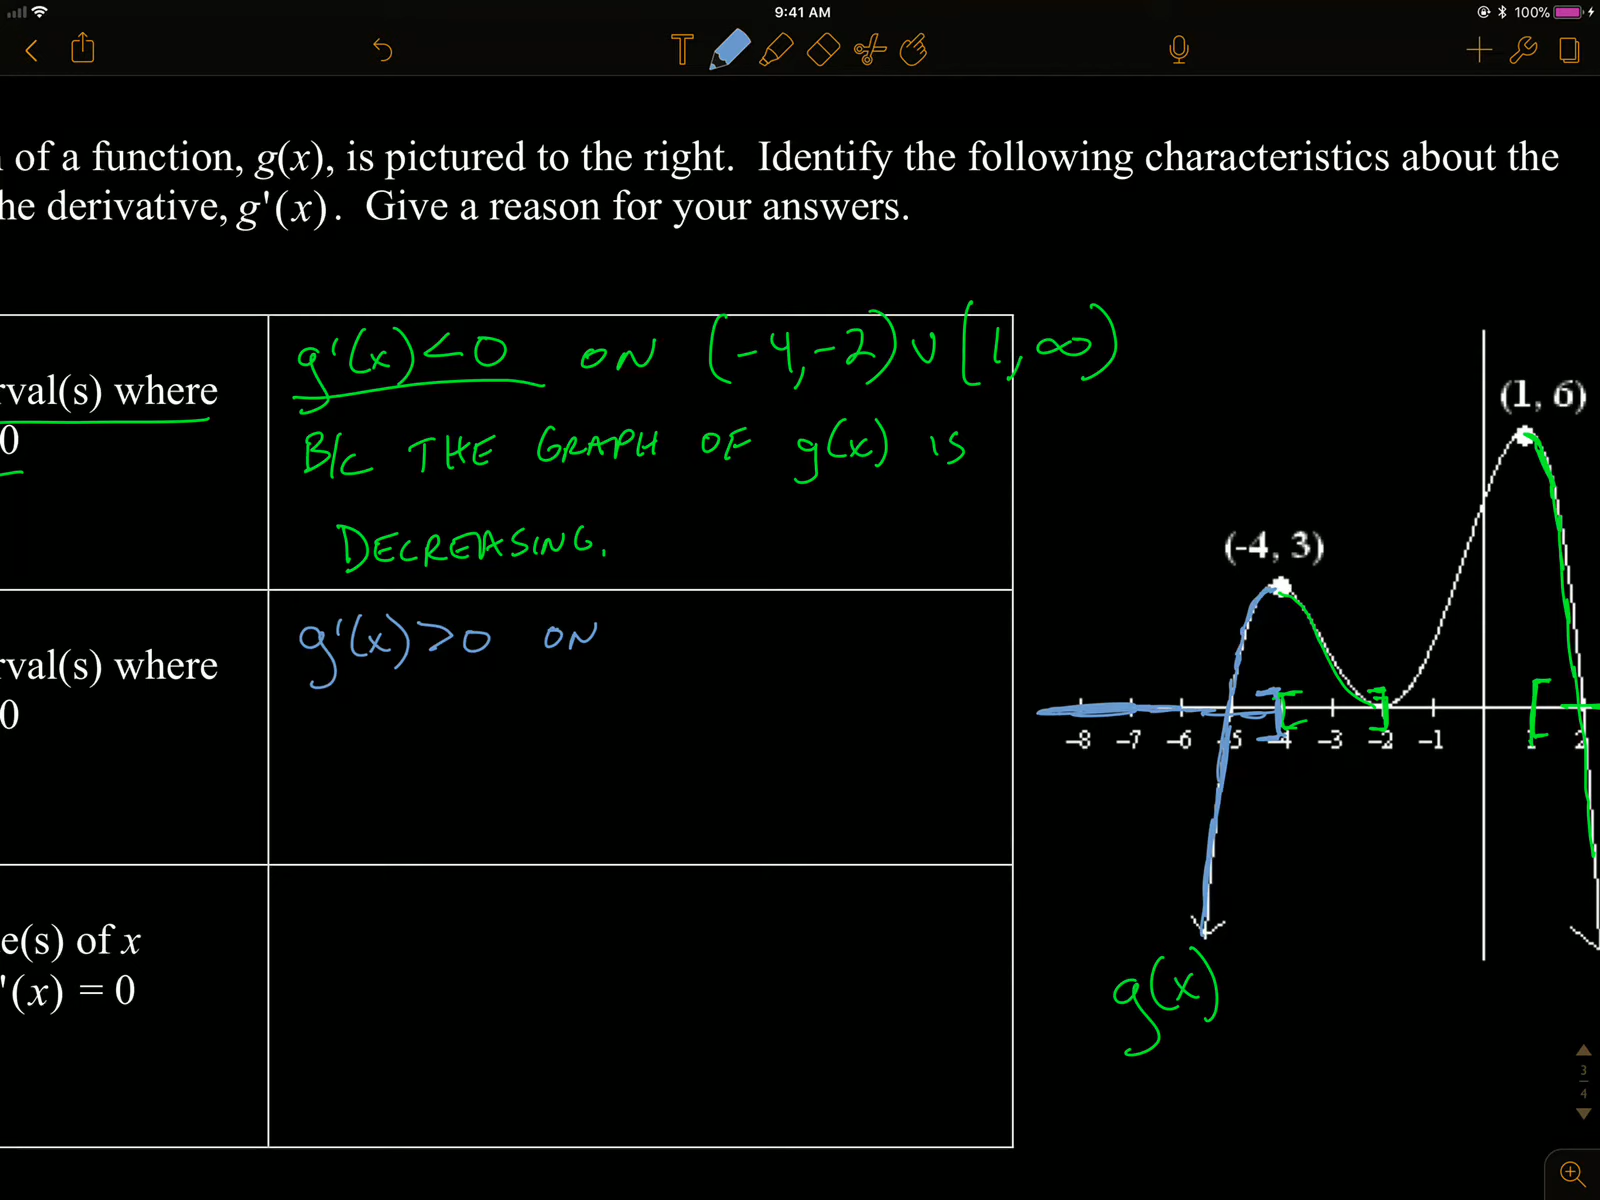 9:41 AM
100%
T
of a function, g(x), is pictured to the right. Identify the following characteristics about the
he derivative, g'(x). Give a reason for your answers.
rval(s) where
0
g'(x) < 0 ON (-4,-2) ∪ (1, ∞)
B/C THE GRAPH OF g(x) IS
DECREASING.
rval(s) where
0
g'(x) > 0 ON
e(s) of x
'(x) = 0
(1, 6)
(-4, 3)
] [ ] [
-8 -7 -6 -5 -4 -3 -2 -1 1 2
g(x)
3
4